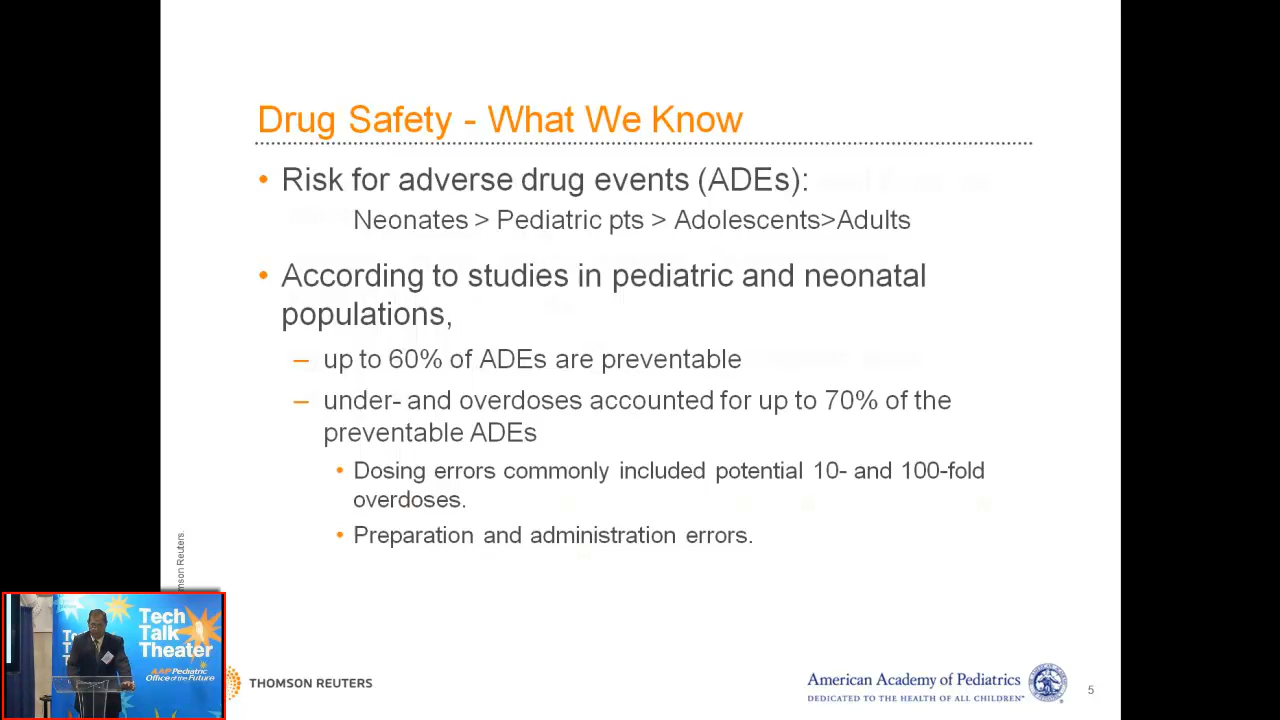 Drug Safety - What We Know
• Risk for adverse drug events (ADEs):
Neonates > Pediatric pts > Adolescents>Adults
• According to studies in pediatric and neonatal
populations,
– up to 60% of ADEs are preventable
– under- and overdoses accounted for up to 70% of the
preventable ADEs
• Dosing errors commonly included potential 10- and 100-fold
overdoses.
• Preparation and administration errors.
mson Reuters.
Tech
Talk
Theater
AAP Pediatric
Office of the Future
THOMSON REUTERS
American Academy of Pediatrics
DEDICATED TO THE HEALTH OF ALL CHILDREN™
5